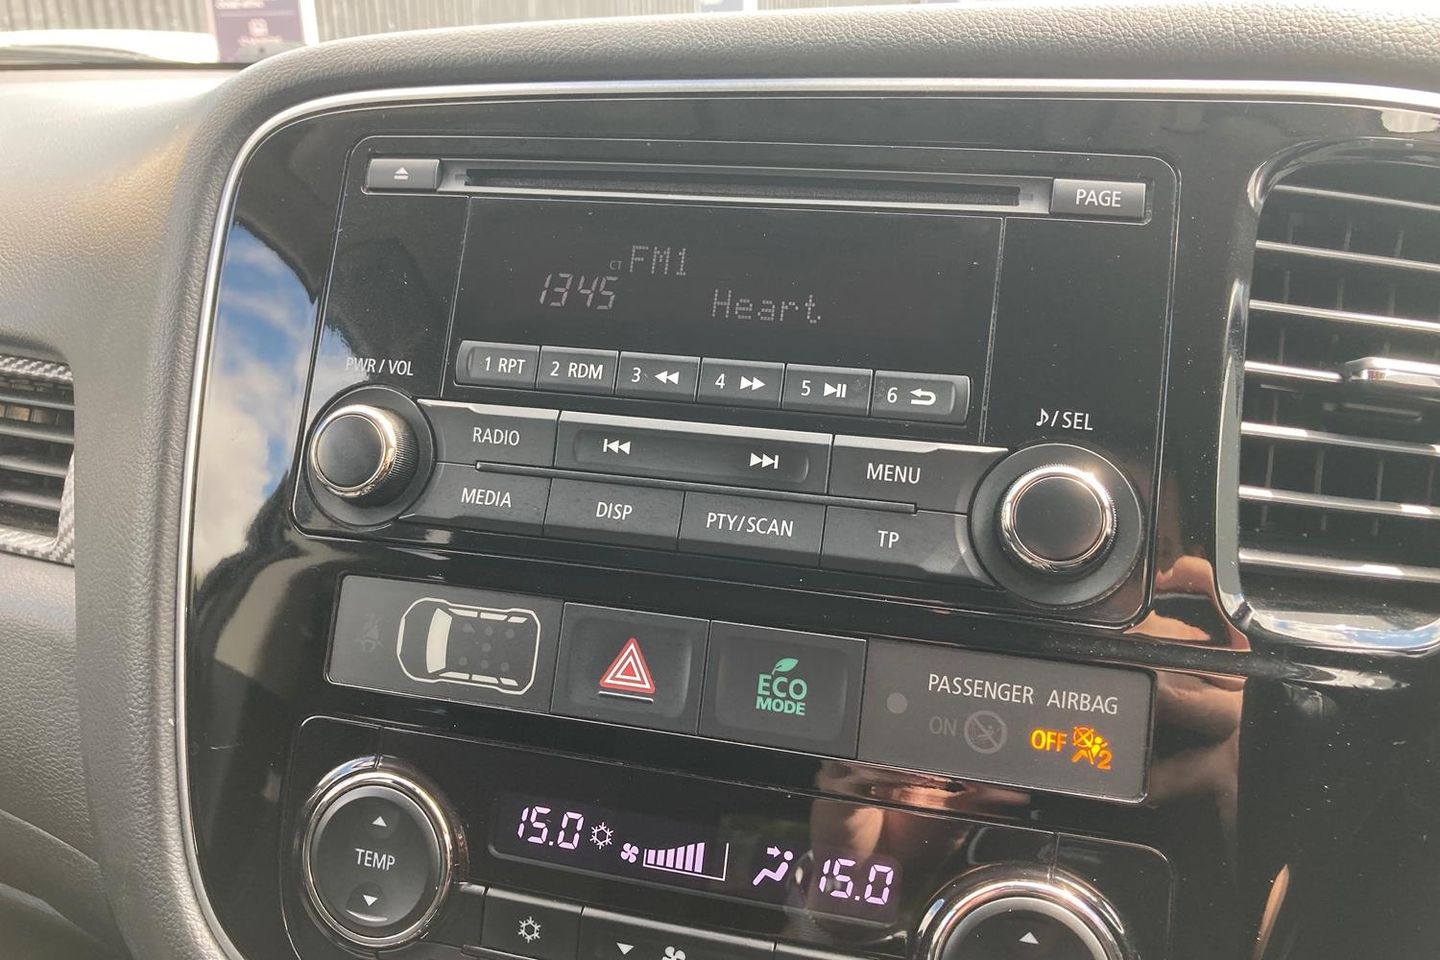 PAGE
CT FM1
1345 Heart
PWR/VOL
1 RPT 2 RDM 3 4 5 6
♪/SEL
RADIO MENU
MEDIA DISP PTY/SCAN TP
ECO
MODE
PASSENGER AIRBAG
ON OFF 2
15.0 15.0
TEMP